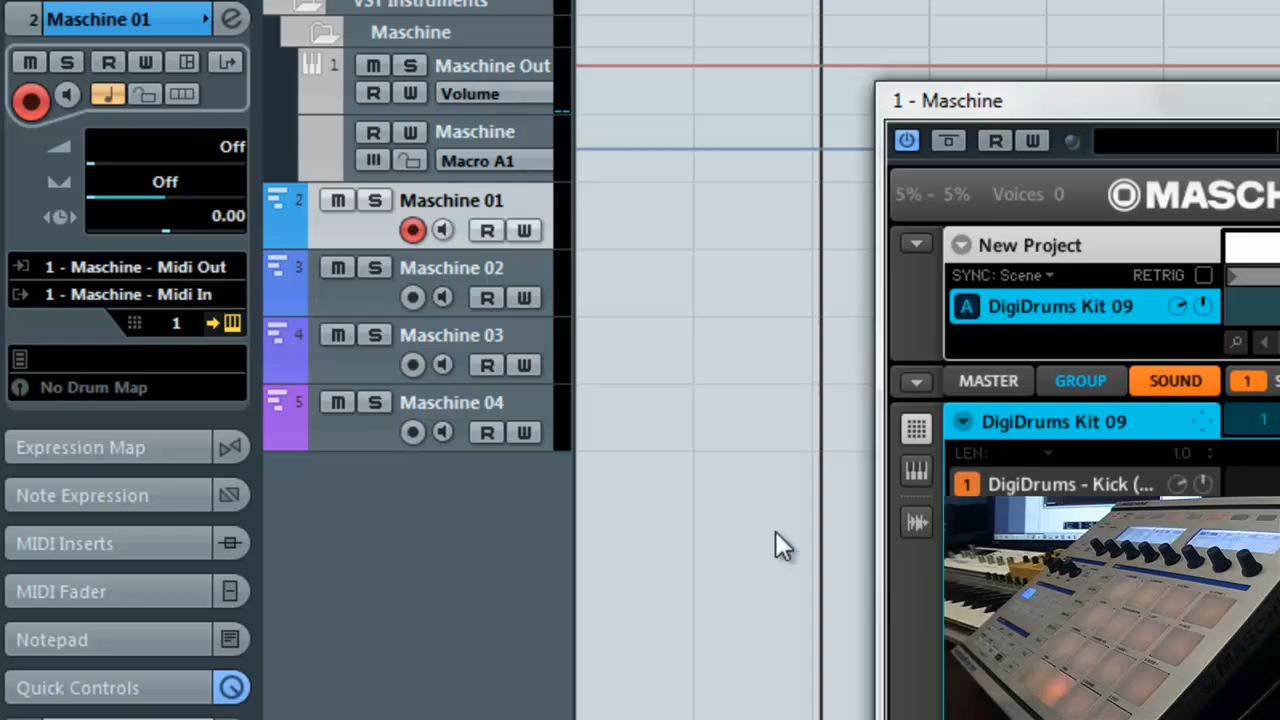 2 Maschine 01
M S R W
Off
Off
0.00
1 - Maschine - Midi Out
1 - Maschine - Midi In
1
No Drum Map
Expression Map
Note Expression
MIDI Inserts
MIDI Fader
Notepad
Quick Controls
VST Instruments
Maschine
1 M S Maschine Out
R W Volume
R W Maschine
Macro A1
2 M S Maschine 01
R W
3 M S Maschine 02
R W
4 M S Maschine 03
R W
5 M S Maschine 04
R W
1 - Maschine
R W
5% - 5% Voices 0 MASCH
New Project
SYNC: Scene RETRIG
A DigiDrums Kit 09
MASTER GROUP SOUND 1 S
DigiDrums Kit 09 1
LEN: 1.0
1 DigiDrums - Kick (...